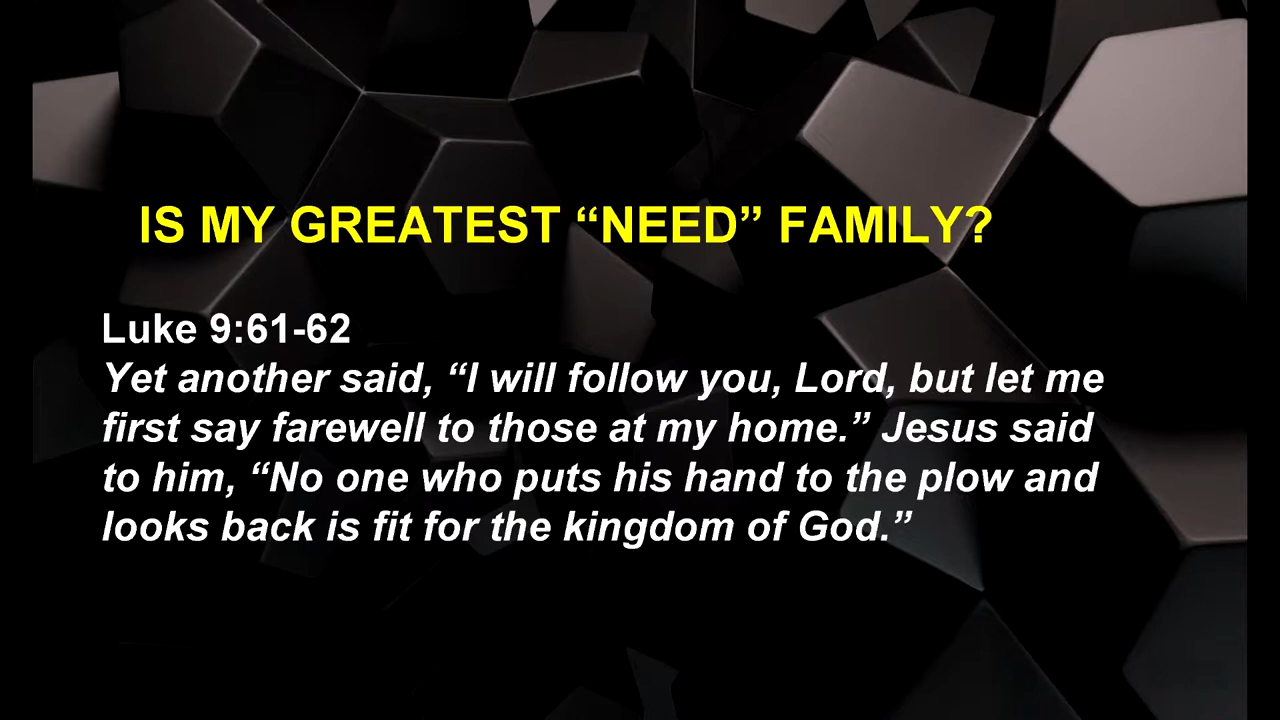 IS MY GREATEST “NEED” FAMILY?
Luke 9:61-62
Yet another said, “I will follow you, Lord, but let me
first say farewell to those at my home.” Jesus said
to him, “No one who puts his hand to the plow and
looks back is fit for the kingdom of God.”